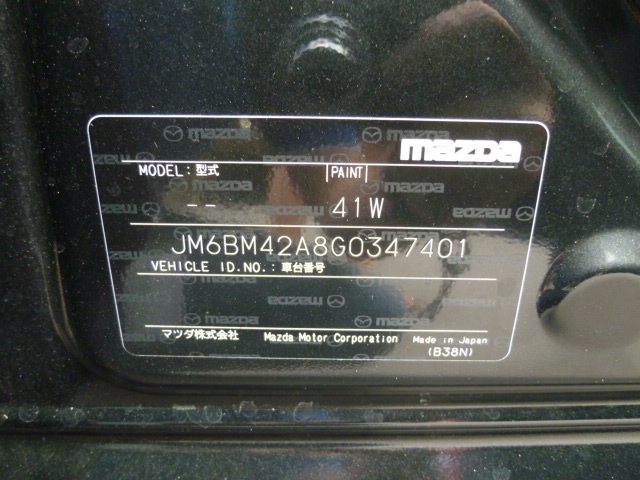 mazda
MODEL: 型式 PAINT
-- 41W
JM6BM42A8G0347401
VEHICLE ID.NO.: 車台番号
マツダ株式会社 Mazda Motor Corporation Made in Japan
(B38N)